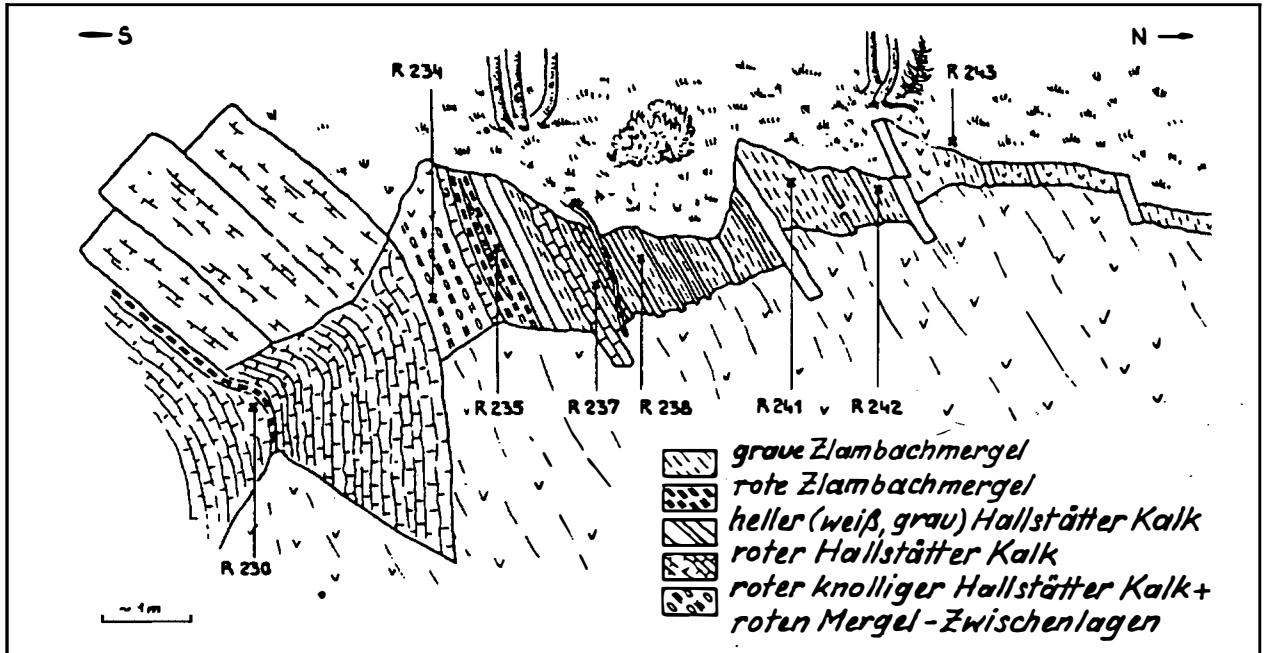 S
N
R 234
R 243
R 235
R 237
R 238
R 241
R 242
R 230
~ 1m
graue Zlambachmergel
rote Zlambachmergel
heller (weiß, grau) Hallstätter Kalk
roter Hallstätter Kalk
roter knolliger Hallstätter Kalk +
roten Mergel-Zwischenlagen